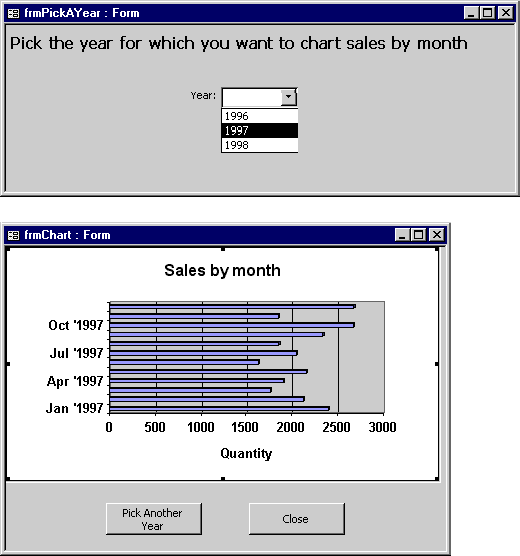 frmPickAYear : Form
Pick the year for which you want to chart sales by month
Year:
1996
1997
1998
frmChart : Form
Sales by month
Oct '1997
Jul '1997
Apr '1997
Jan '1997
0 500 1000 1500 2000 2500 3000
Quantity
Pick Another
Year
Close